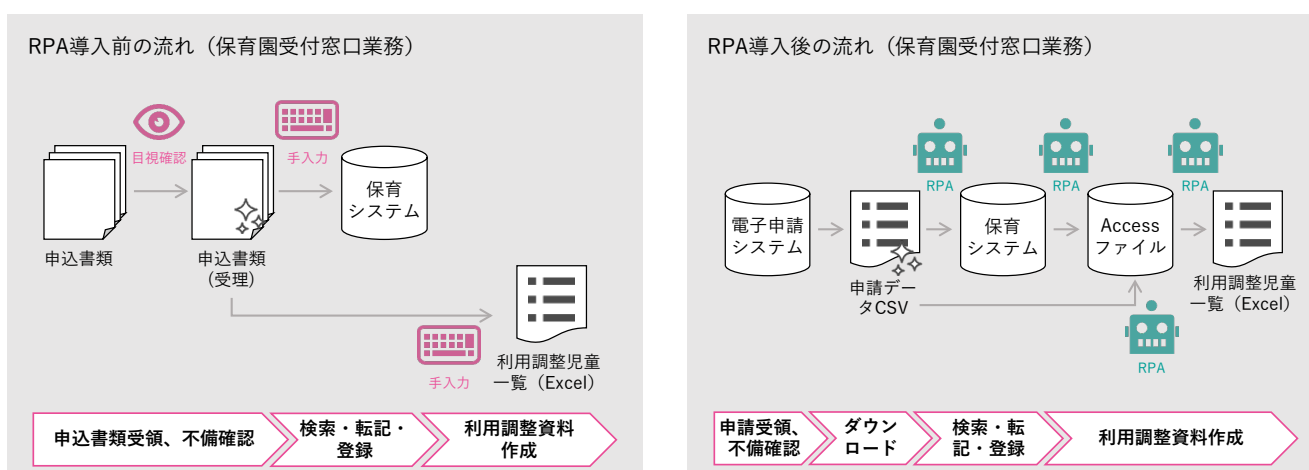 RPA導入前の流れ（保育園受付窓口業務）
目視確認
手入力
保育
システム
申込書類
申込書類
(受理)
手入力
利用調整児童
一覧（Excel）
申込書類受領、不備確認
検索・転記・
登録
利用調整資料
作成
RPA導入後の流れ（保育園受付窓口業務）
RPA
RPA
RPA
電子申請
システム
保育
システム
Access
ファイル
申請デー
タCSV
利用調整児童
一覧（Excel）
RPA
申請受領、
不備確認
ダウン
ロード
検索・転
記・登録
利用調整資料作成